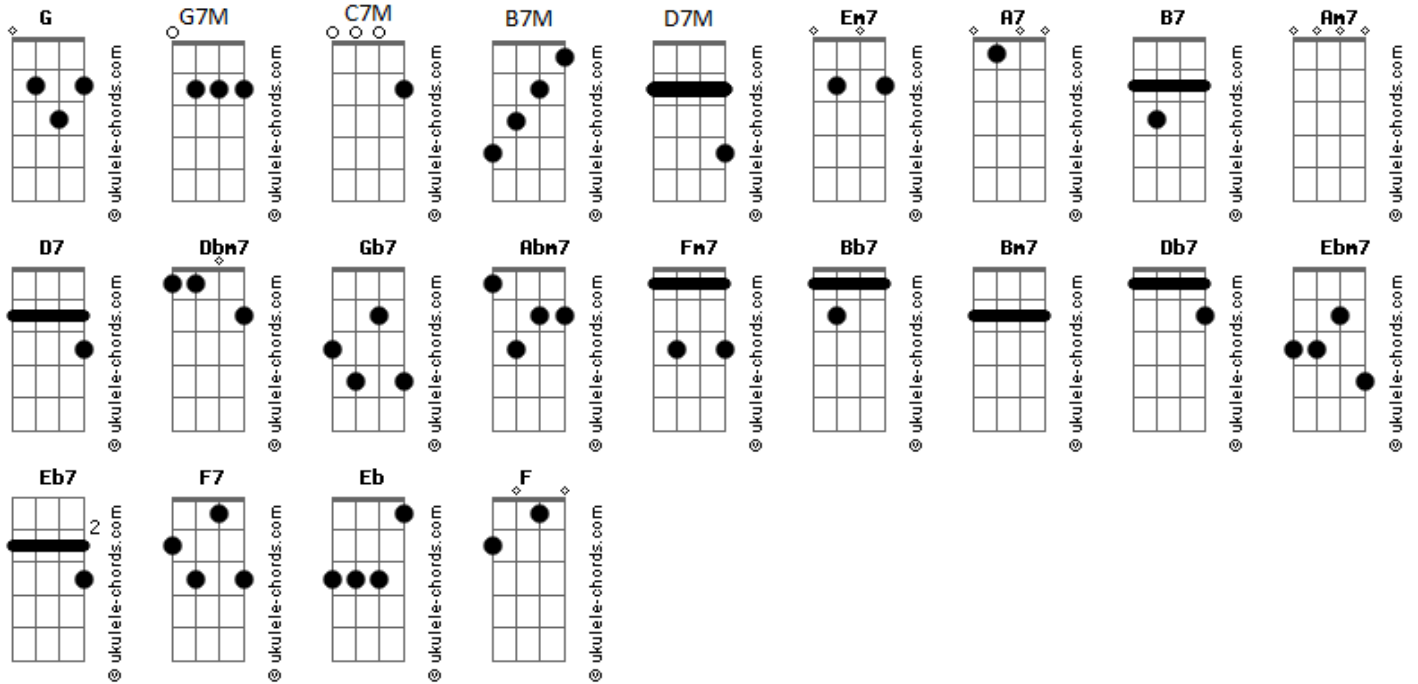 G G7M C7M B7M D7M Em7 A7 B7 Am7
© ukulele-chords.com © ukulele-chords.com © ukulele-chords.com © ukulele-chords.com © ukulele-chords.com © ukulele-chords.com © ukulele-chords.com © ukulele-chords.com © ukulele-chords.com
D7 Dbm7 Gb7 Abm7 Fm7 Bb7 Bm7 Db7 Ebm7
© ukulele-chords.com © ukulele-chords.com © ukulele-chords.com © ukulele-chords.com © ukulele-chords.com © ukulele-chords.com © ukulele-chords.com © ukulele-chords.com © ukulele-chords.com
Eb7 F7 Eb F
2
© ukulele-chords.com © ukulele-chords.com © ukulele-chords.com © ukulele-chords.com